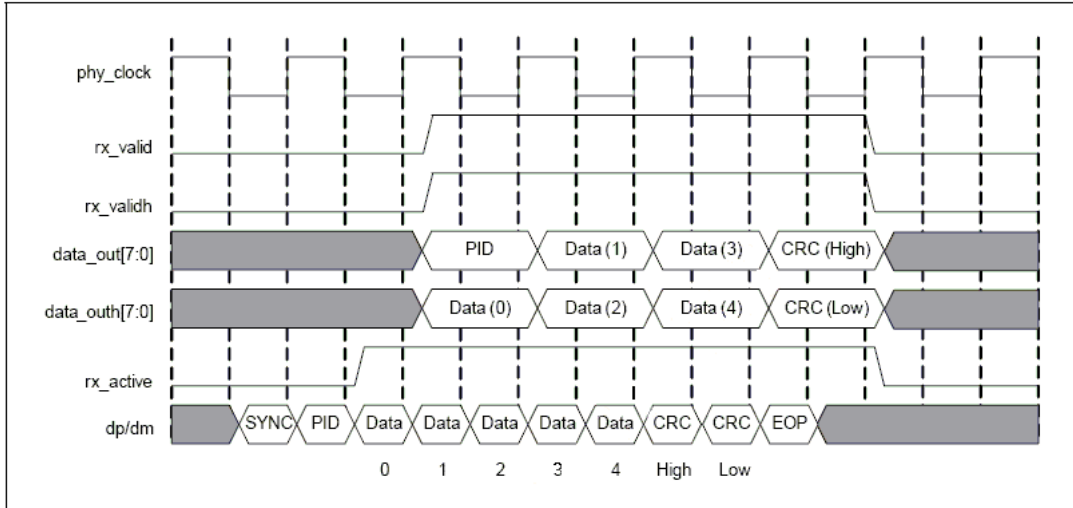 phy_clock
rx_valid
rx_validh
data_out[7:0] PID Data (1) Data (3) CRC (High)
data_outh[7:0] Data (0) Data (2) Data (4) CRC (Low)
rx_active
dp/dm SYNC PID Data Data Data Data Data CRC CRC EOP
0 1 2 3 4 High Low